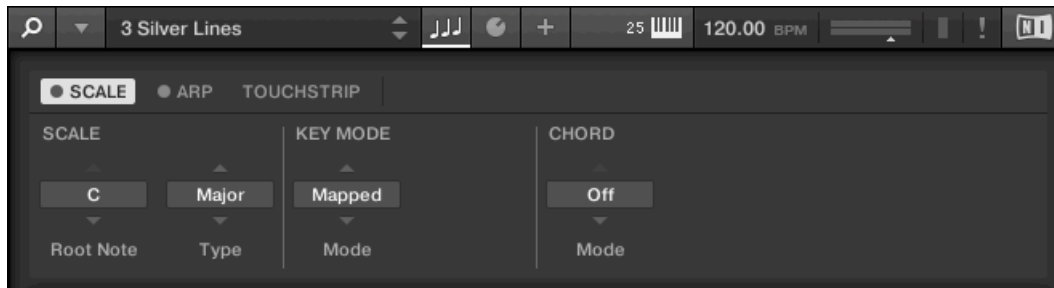 3 Silver Lines 25 120.00 BPM ! NI
SCALE ARP TOUCHSTRIP
SCALE KEY MODE CHORD
C Major Mapped Off
Root Note Type Mode Mode